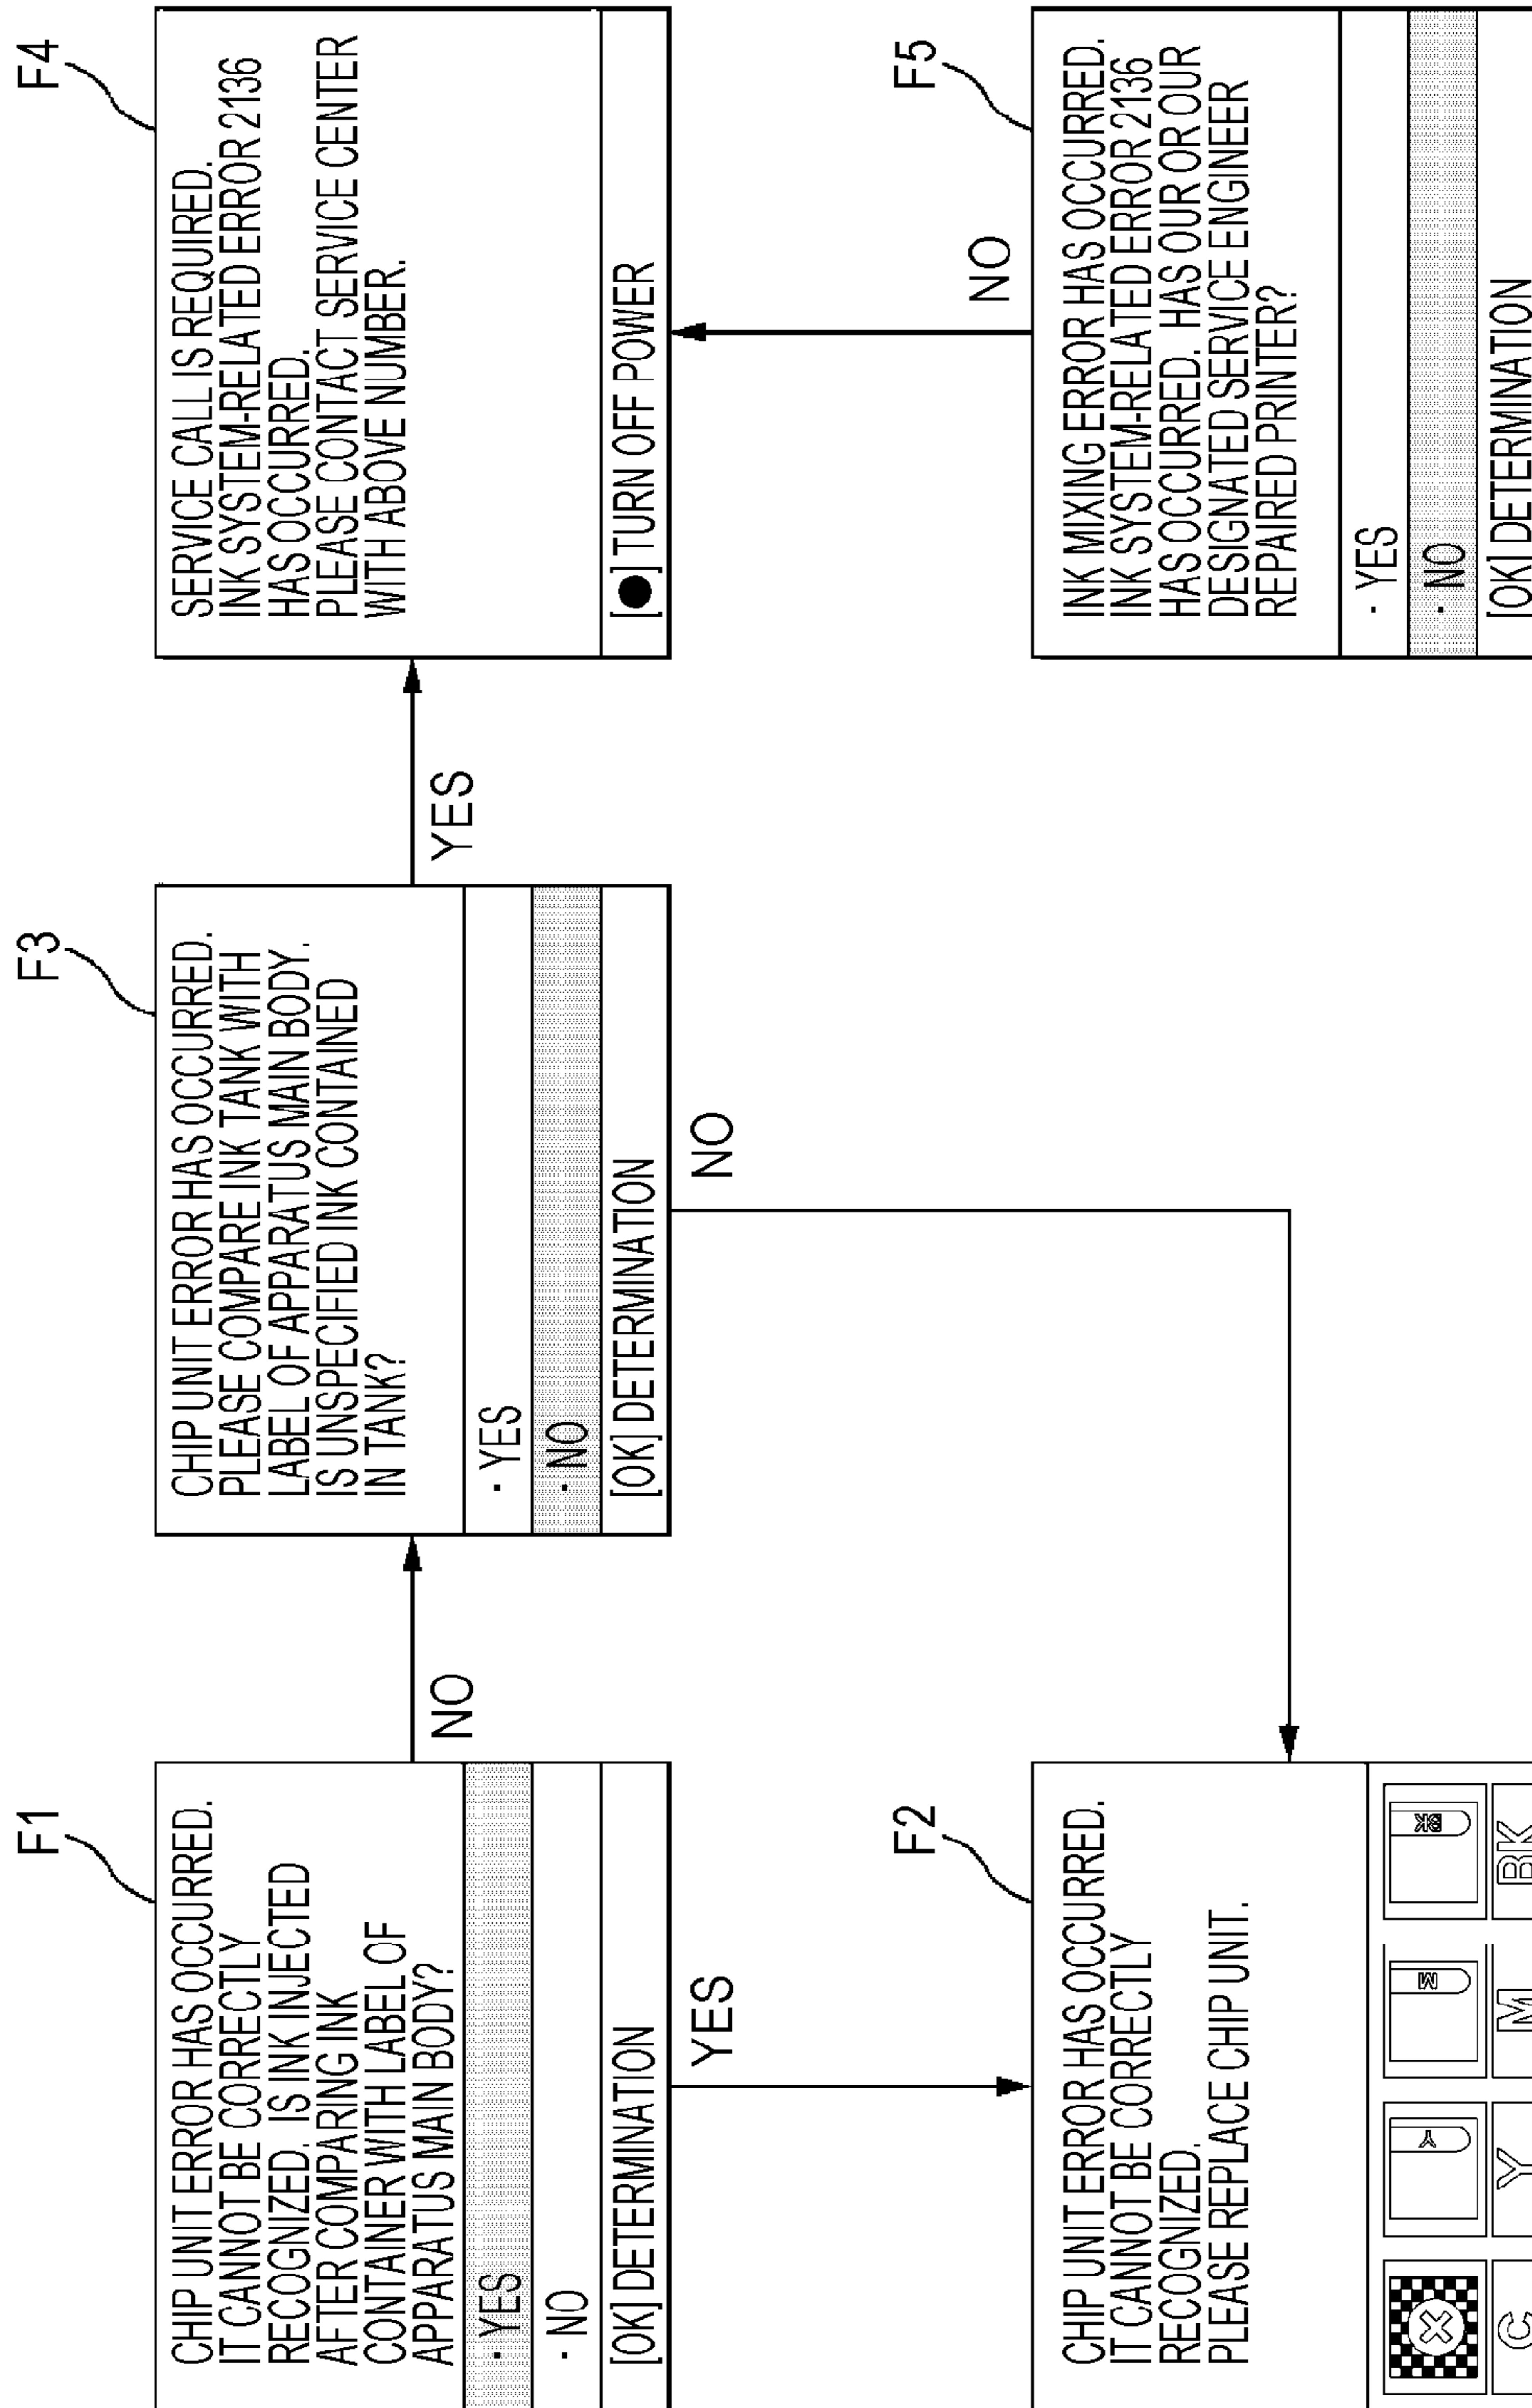 F1
CHIP UNIT ERROR HAS OCCURRED.
IT CANNOT BE CORRECTLY
RECOGNIZED. IS INK INJECTED
AFTER COMPARING INK
CONTAINER WITH LABEL OF
APPARATUS MAIN BODY?
· YES
· NO
[OK] DETERMINATION
NO
YES
F3
CHIP UNIT ERROR HAS OCCURRED.
PLEASE COMPARE INK TANK WITH
LABEL OF APPARATUS MAIN BODY.
IS UNSPECIFIED INK CONTAINED
IN TANK?
· YES
· NO
[OK] DETERMINATION
YES
NO
F4
SERVICE CALL IS REQUIRED.
INK SYSTEM-RELATED ERROR 2136
HAS OCCURRED.
PLEASE CONTACT SERVICE CENTER
WITH ABOVE NUMBER.
[●] TURN OFF POWER
F2
CHIP UNIT ERROR HAS OCCURRED.
IT CANNOT BE CORRECTLY
RECOGNIZED.
PLEASE REPLACE CHIP UNIT.
Y M BK
C Y M BK
NO
F5
INK MIXING ERROR HAS OCCURRED.
INK SYSTEM-RELATED ERROR 2136
HAS OCCURRED. HAS OUR OR OUR
DESIGNATED SERVICE ENGINEER
REPAIRED PRINTER?
· YES
· NO
[OK] DETERMINATION